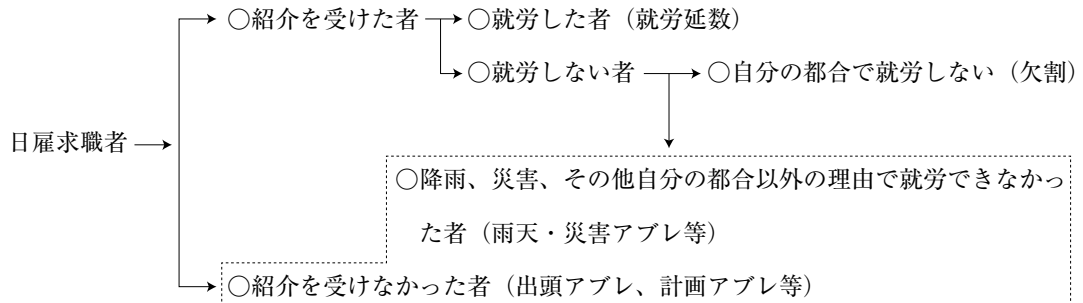 ○紹介を受けた者
○就労した者（就労延数）
○就労しない者
○自分の都合で就労しない（欠割）
日雇求職者
○降雨、災害、その他自分の都合以外の理由で就労できなかっ
た者（雨天・災害アブレ等）
○紹介を受けなかった者（出頭アブレ、計画アブレ等）